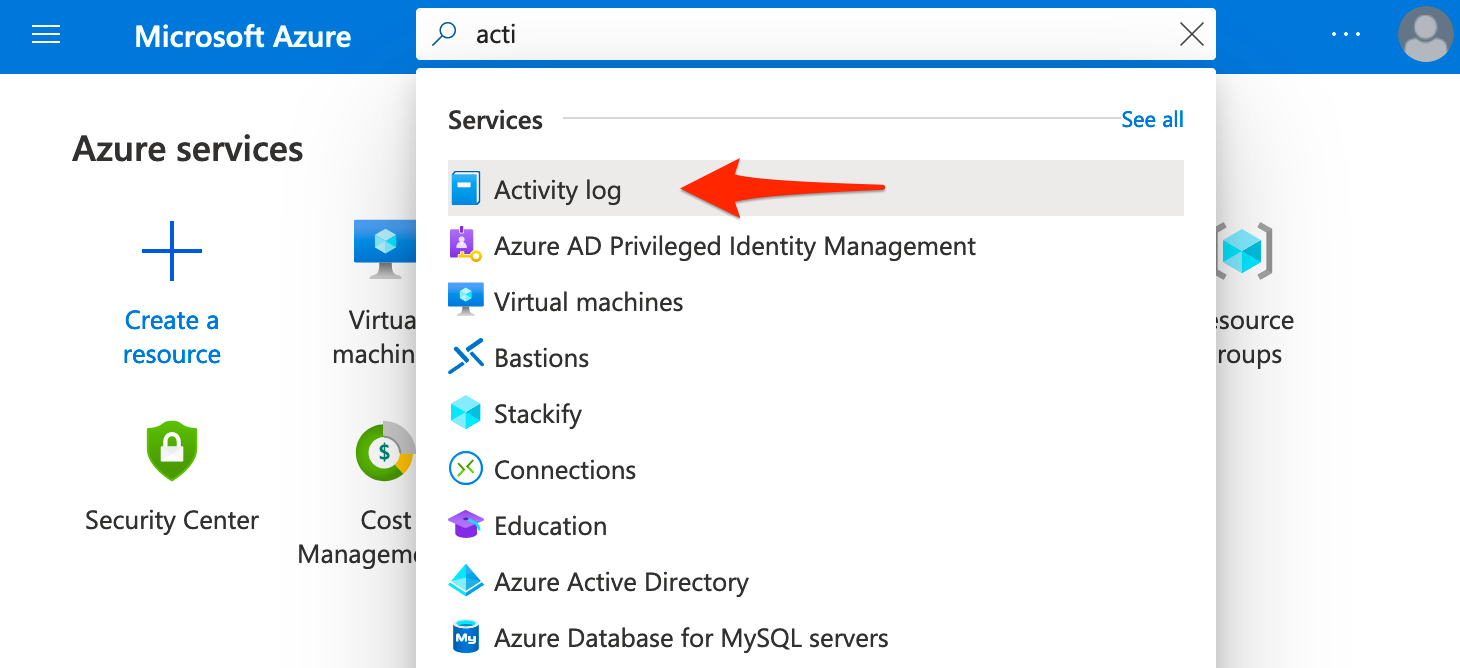 Microsoft Azure
acti
Services
See all
Azure services
Activity log
Azure AD Privileged Identity Management
Virtual machines
Bastions
Stackify
Connections
Education
Azure Active Directory
My
Azure Database for MySQL servers
Create a
resource
Virtua
machin
esource
roups
Security Center
$
Cost
Manageme